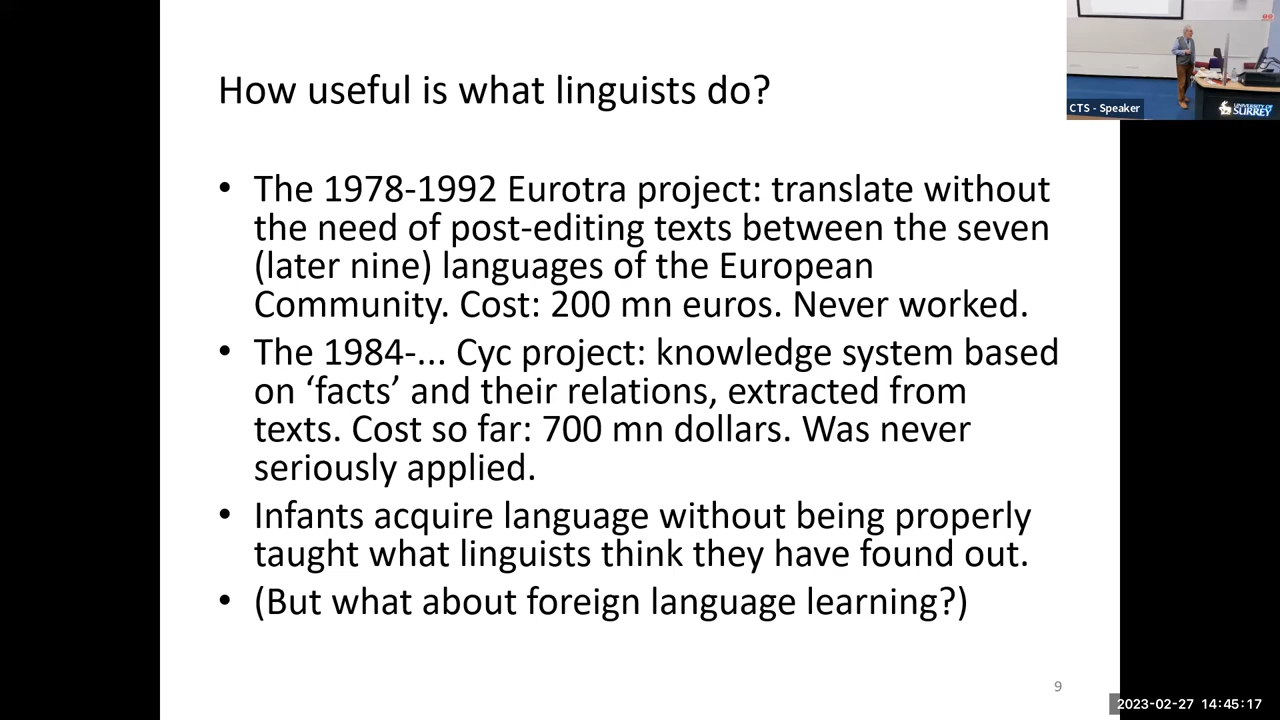 How useful is what linguists do?
• The 1978-1992 Eurotra project: translate without
the need of post-editing texts between the seven
(later nine) languages of the European
Community. Cost: 200 mn euros. Never worked.
• The 1984-... Cyc project: knowledge system based
on ‘facts’ and their relations, extracted from
texts. Cost so far: 700 mn dollars. Was never
seriously applied.
• Infants acquire language without being properly
taught what linguists think they have found out.
• (But what about foreign language learning?)
9
CTS - Speaker
UNIVERSITY OF
SURREY
2023-02-27 14:45:17